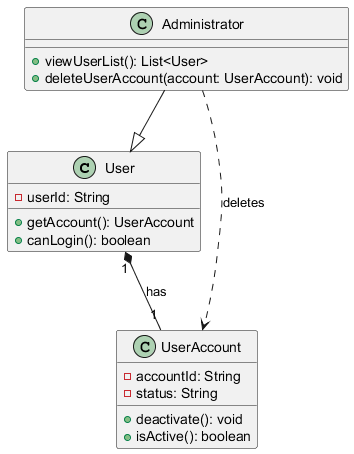 C Administrator
viewUserList(): List<User>
deleteUserAccount(account: UserAccount): void
C User
userId: String
getAccount(): UserAccount
canLogin(): boolean
deletes
1
has
1
C UserAccount
accountId: String
status: String
deactivate(): void
isActive(): boolean